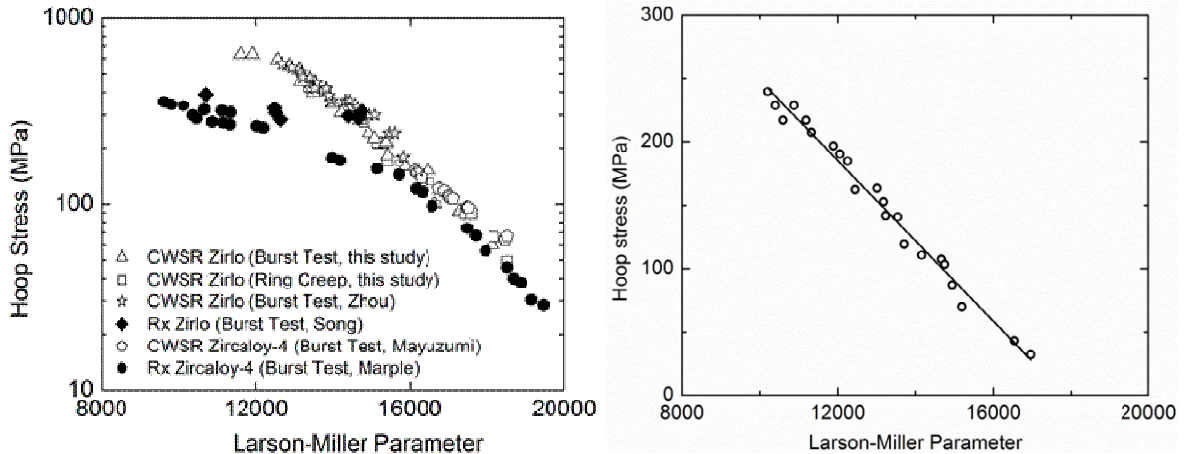 1000
100
10
8000 12000 16000 20000
Hoop Stress (MPa)
Larson-Miller Parameter
CWSR Zirlo (Burst Test, this study)
CWSR Zirlo (Ring Creep, this study)
CWSR Zirlo (Burst Test, Zhou)
Rx Zirlo (Burst Test, Song)
CWSR Zircaloy-4 (Burst Test, Mayuzumi)
Rx Zircaloy-4 (Burst Test, Marple)
300
200
100
0
8000 12000 16000 20000
Hoop stress (MPa)
Larson-Miller Parameter